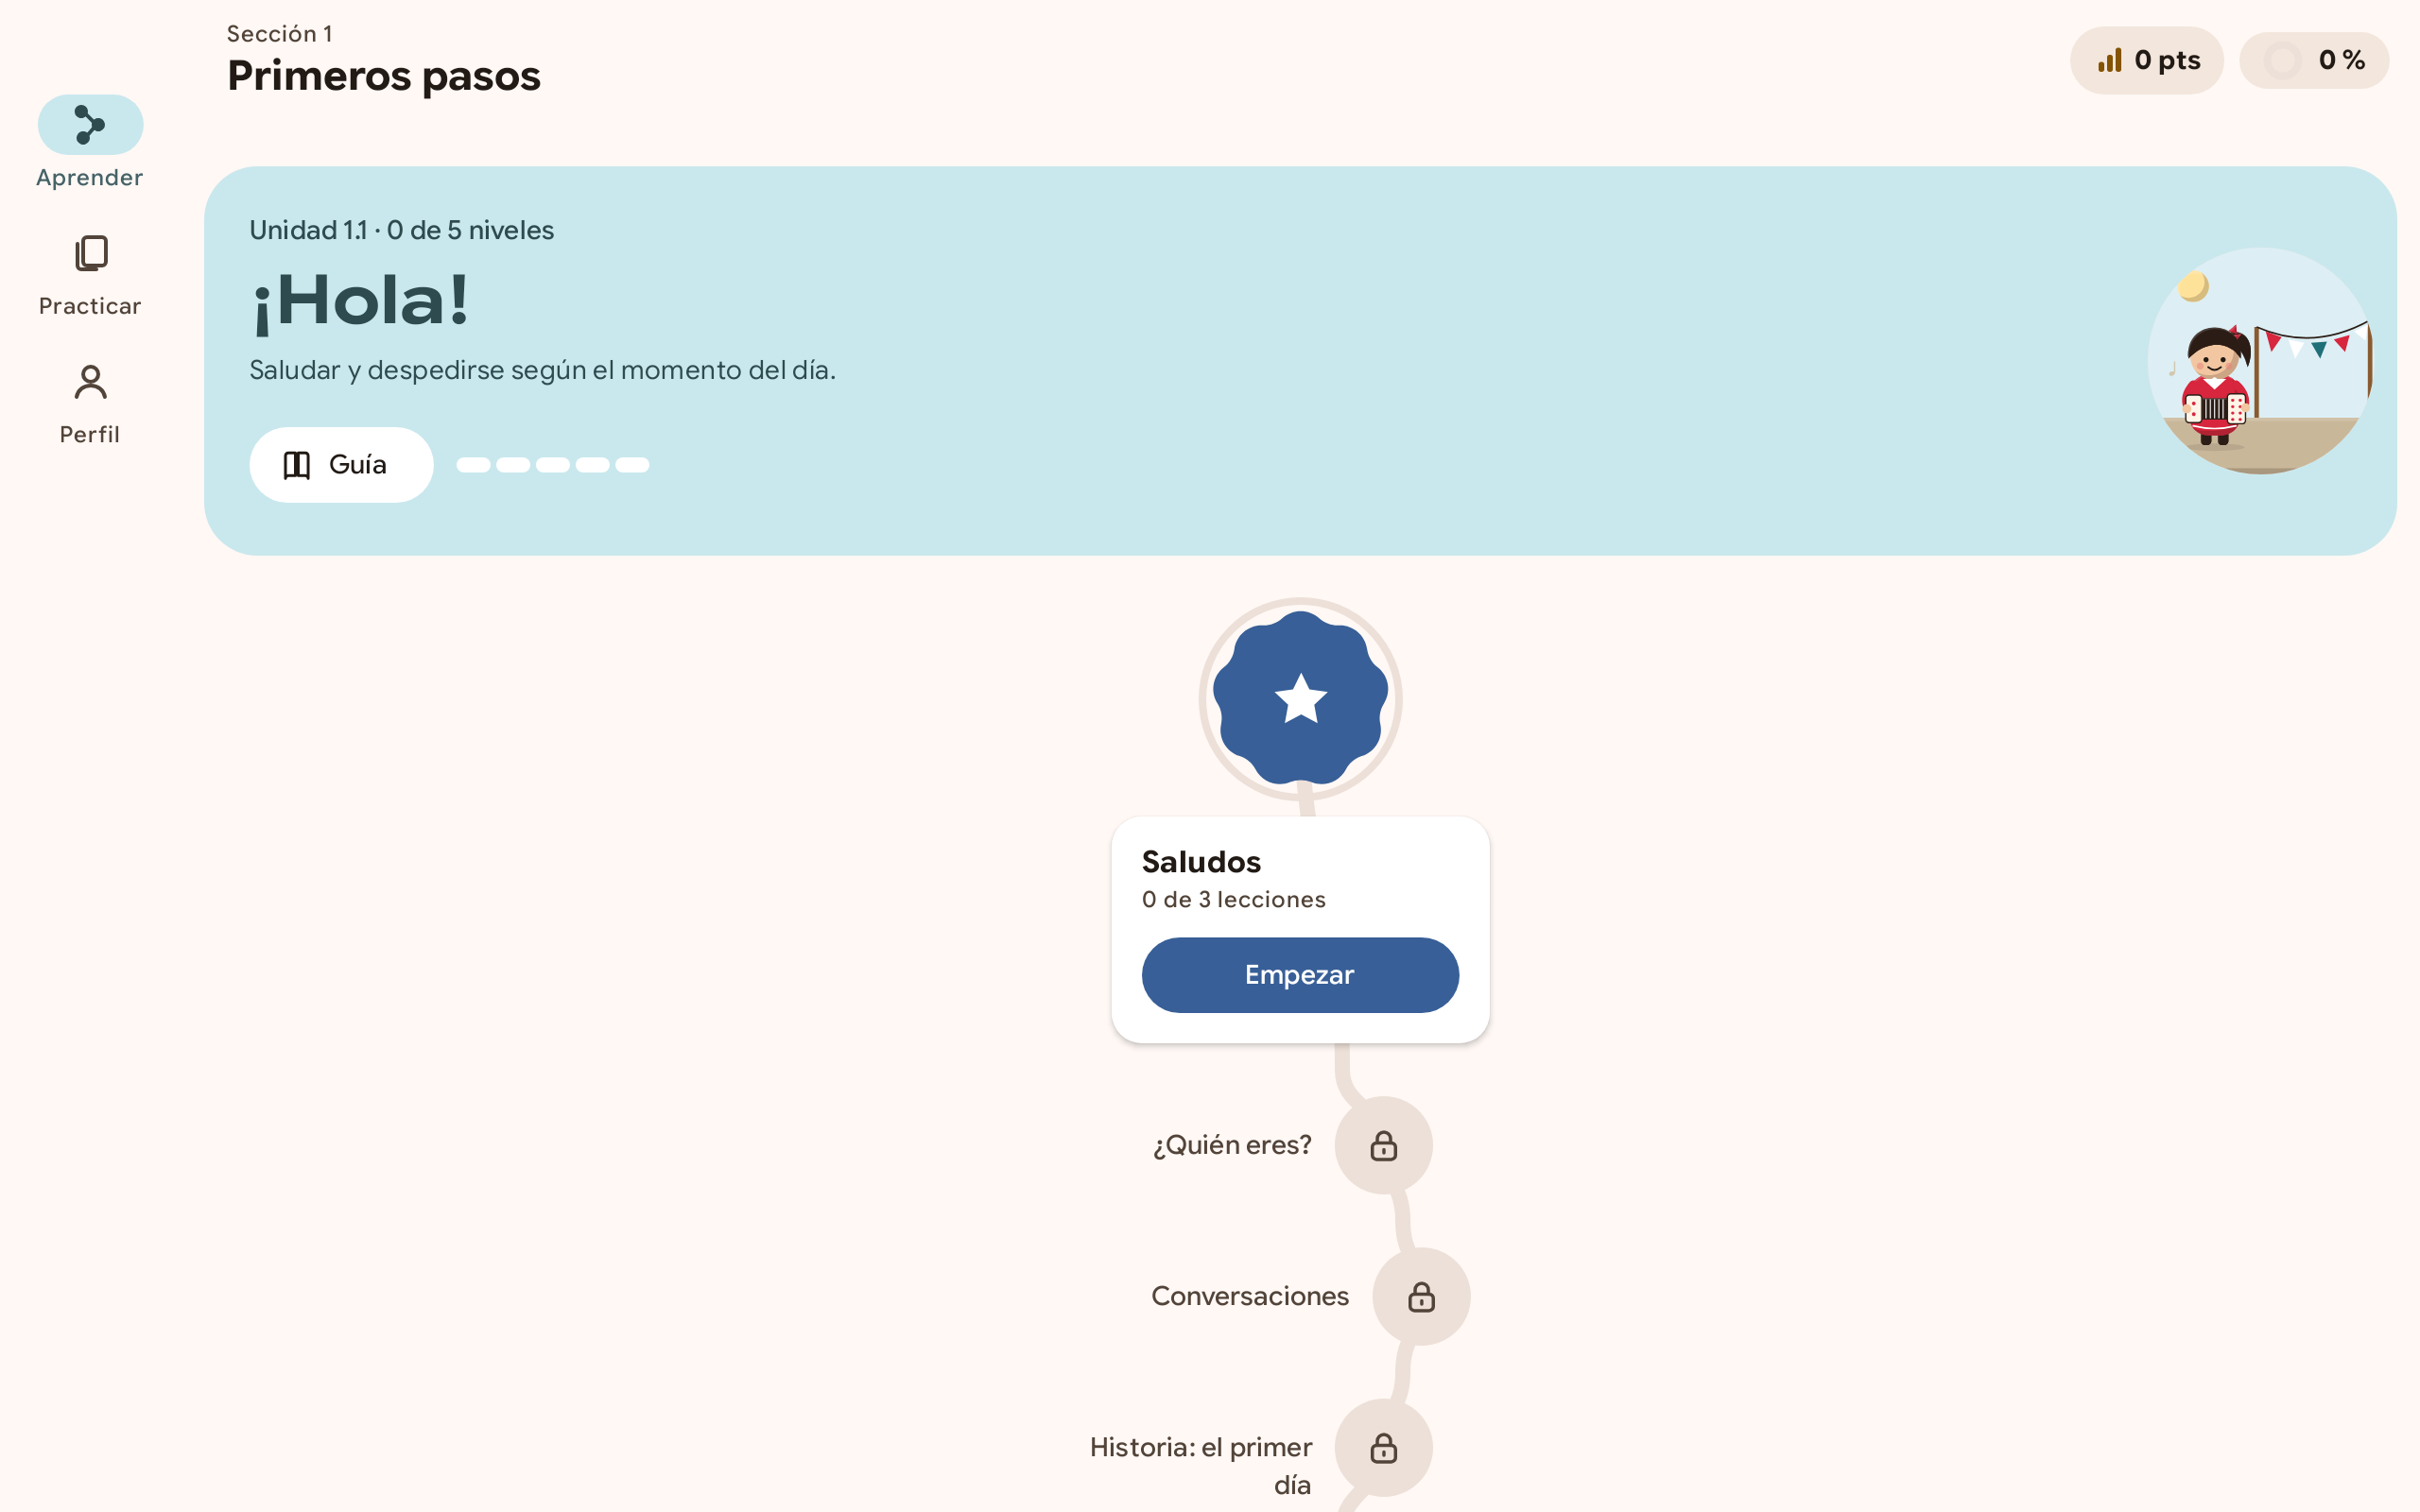 Sección 1
Primeros pasos
0 pts
0 %
Aprender
Practicar
Perfil
Unidad 1.1 · 0 de 5 niveles
¡Hola!
Saludar y despedirse según el momento del día.
Guía
Saludos
0 de 3 lecciones
Empezar
¿Quién eres?
Conversaciones
Historia: el primer
día